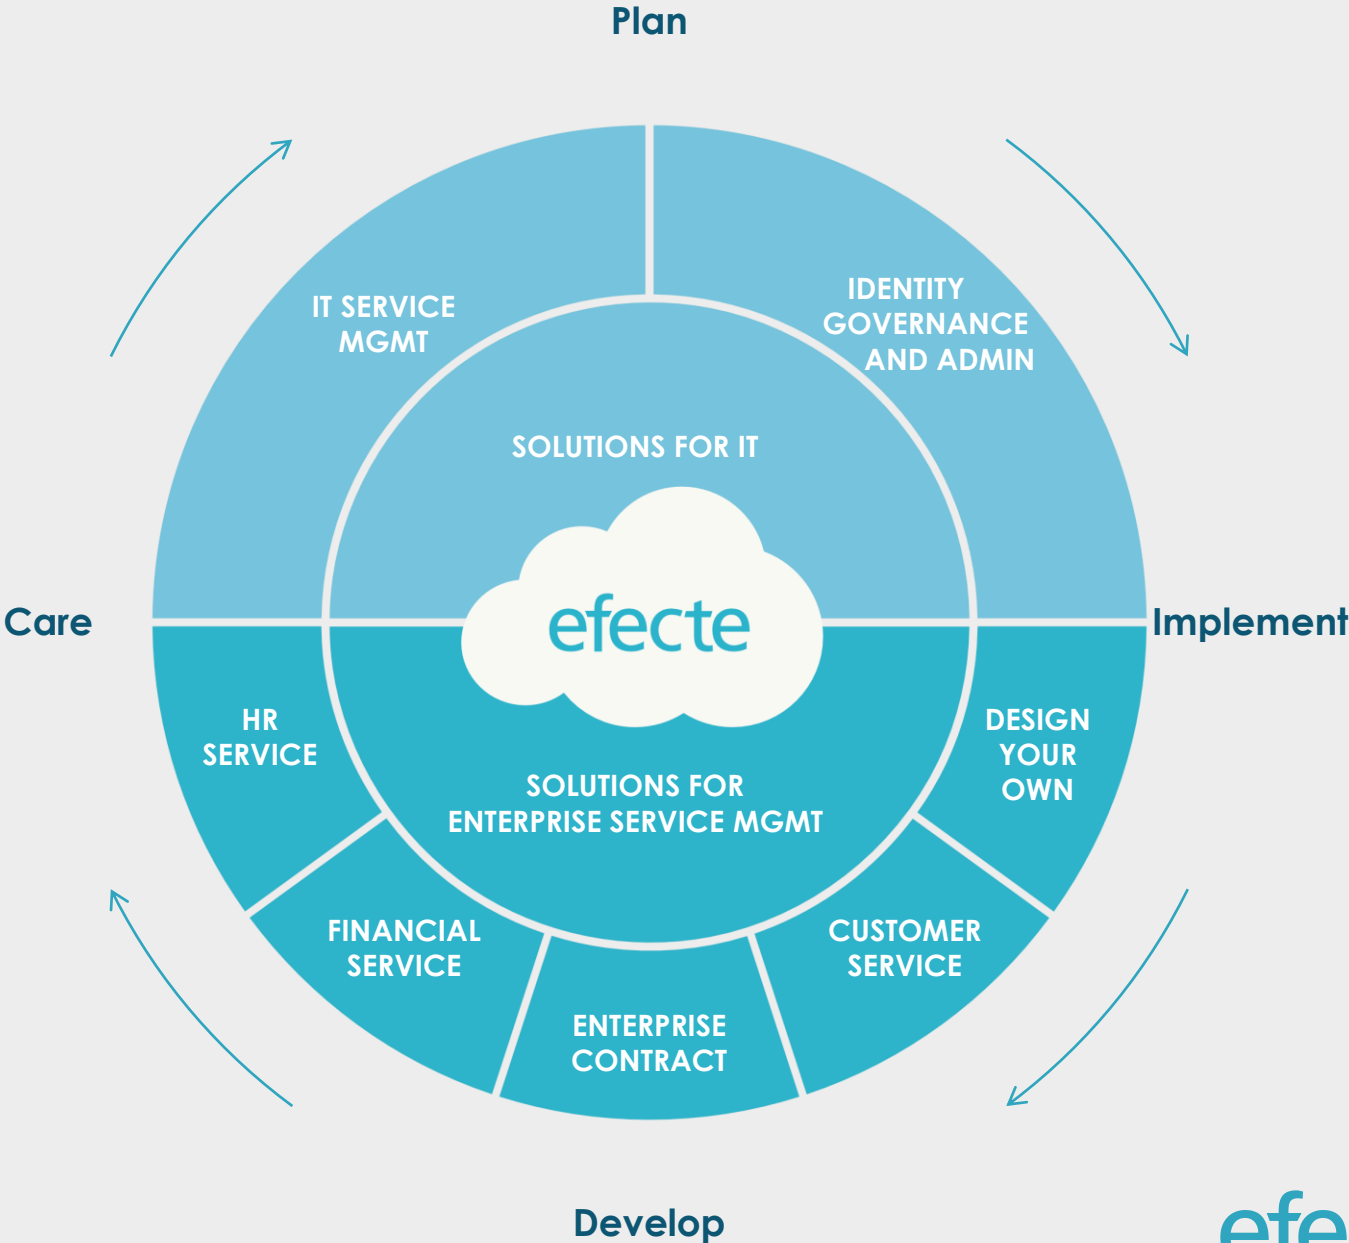 Plan
IT SERVICE
MGMT
IDENTITY
GOVERNANCE
AND ADMIN
SOLUTIONS FOR IT
efecte
Care
Implement
HR
SERVICE
DESIGN
YOUR
OWN
SOLUTIONS FOR
ENTERPRISE SERVICE MGMT
FINANCIAL
SERVICE
CUSTOMER
SERVICE
ENTERPRISE
CONTRACT
Develop
efe